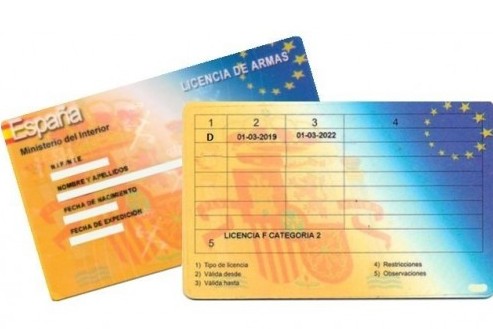 España
LICENCIA DE ARMAS
Ministerio del Interior
N.I.F.-N.I.E.
NOMBRE Y APELLIDOS
FECHA DE NACIMIENTO
FECHA DE EXPEDICIÓN
1 2 3 4
D 01-03-2019 01-03-2022
5 LICENCIA F CATEGORIA 2
1) Tipo de licencia 4) Restricciones
2) Válida desde 5) Observaciones
3) Válida hasta